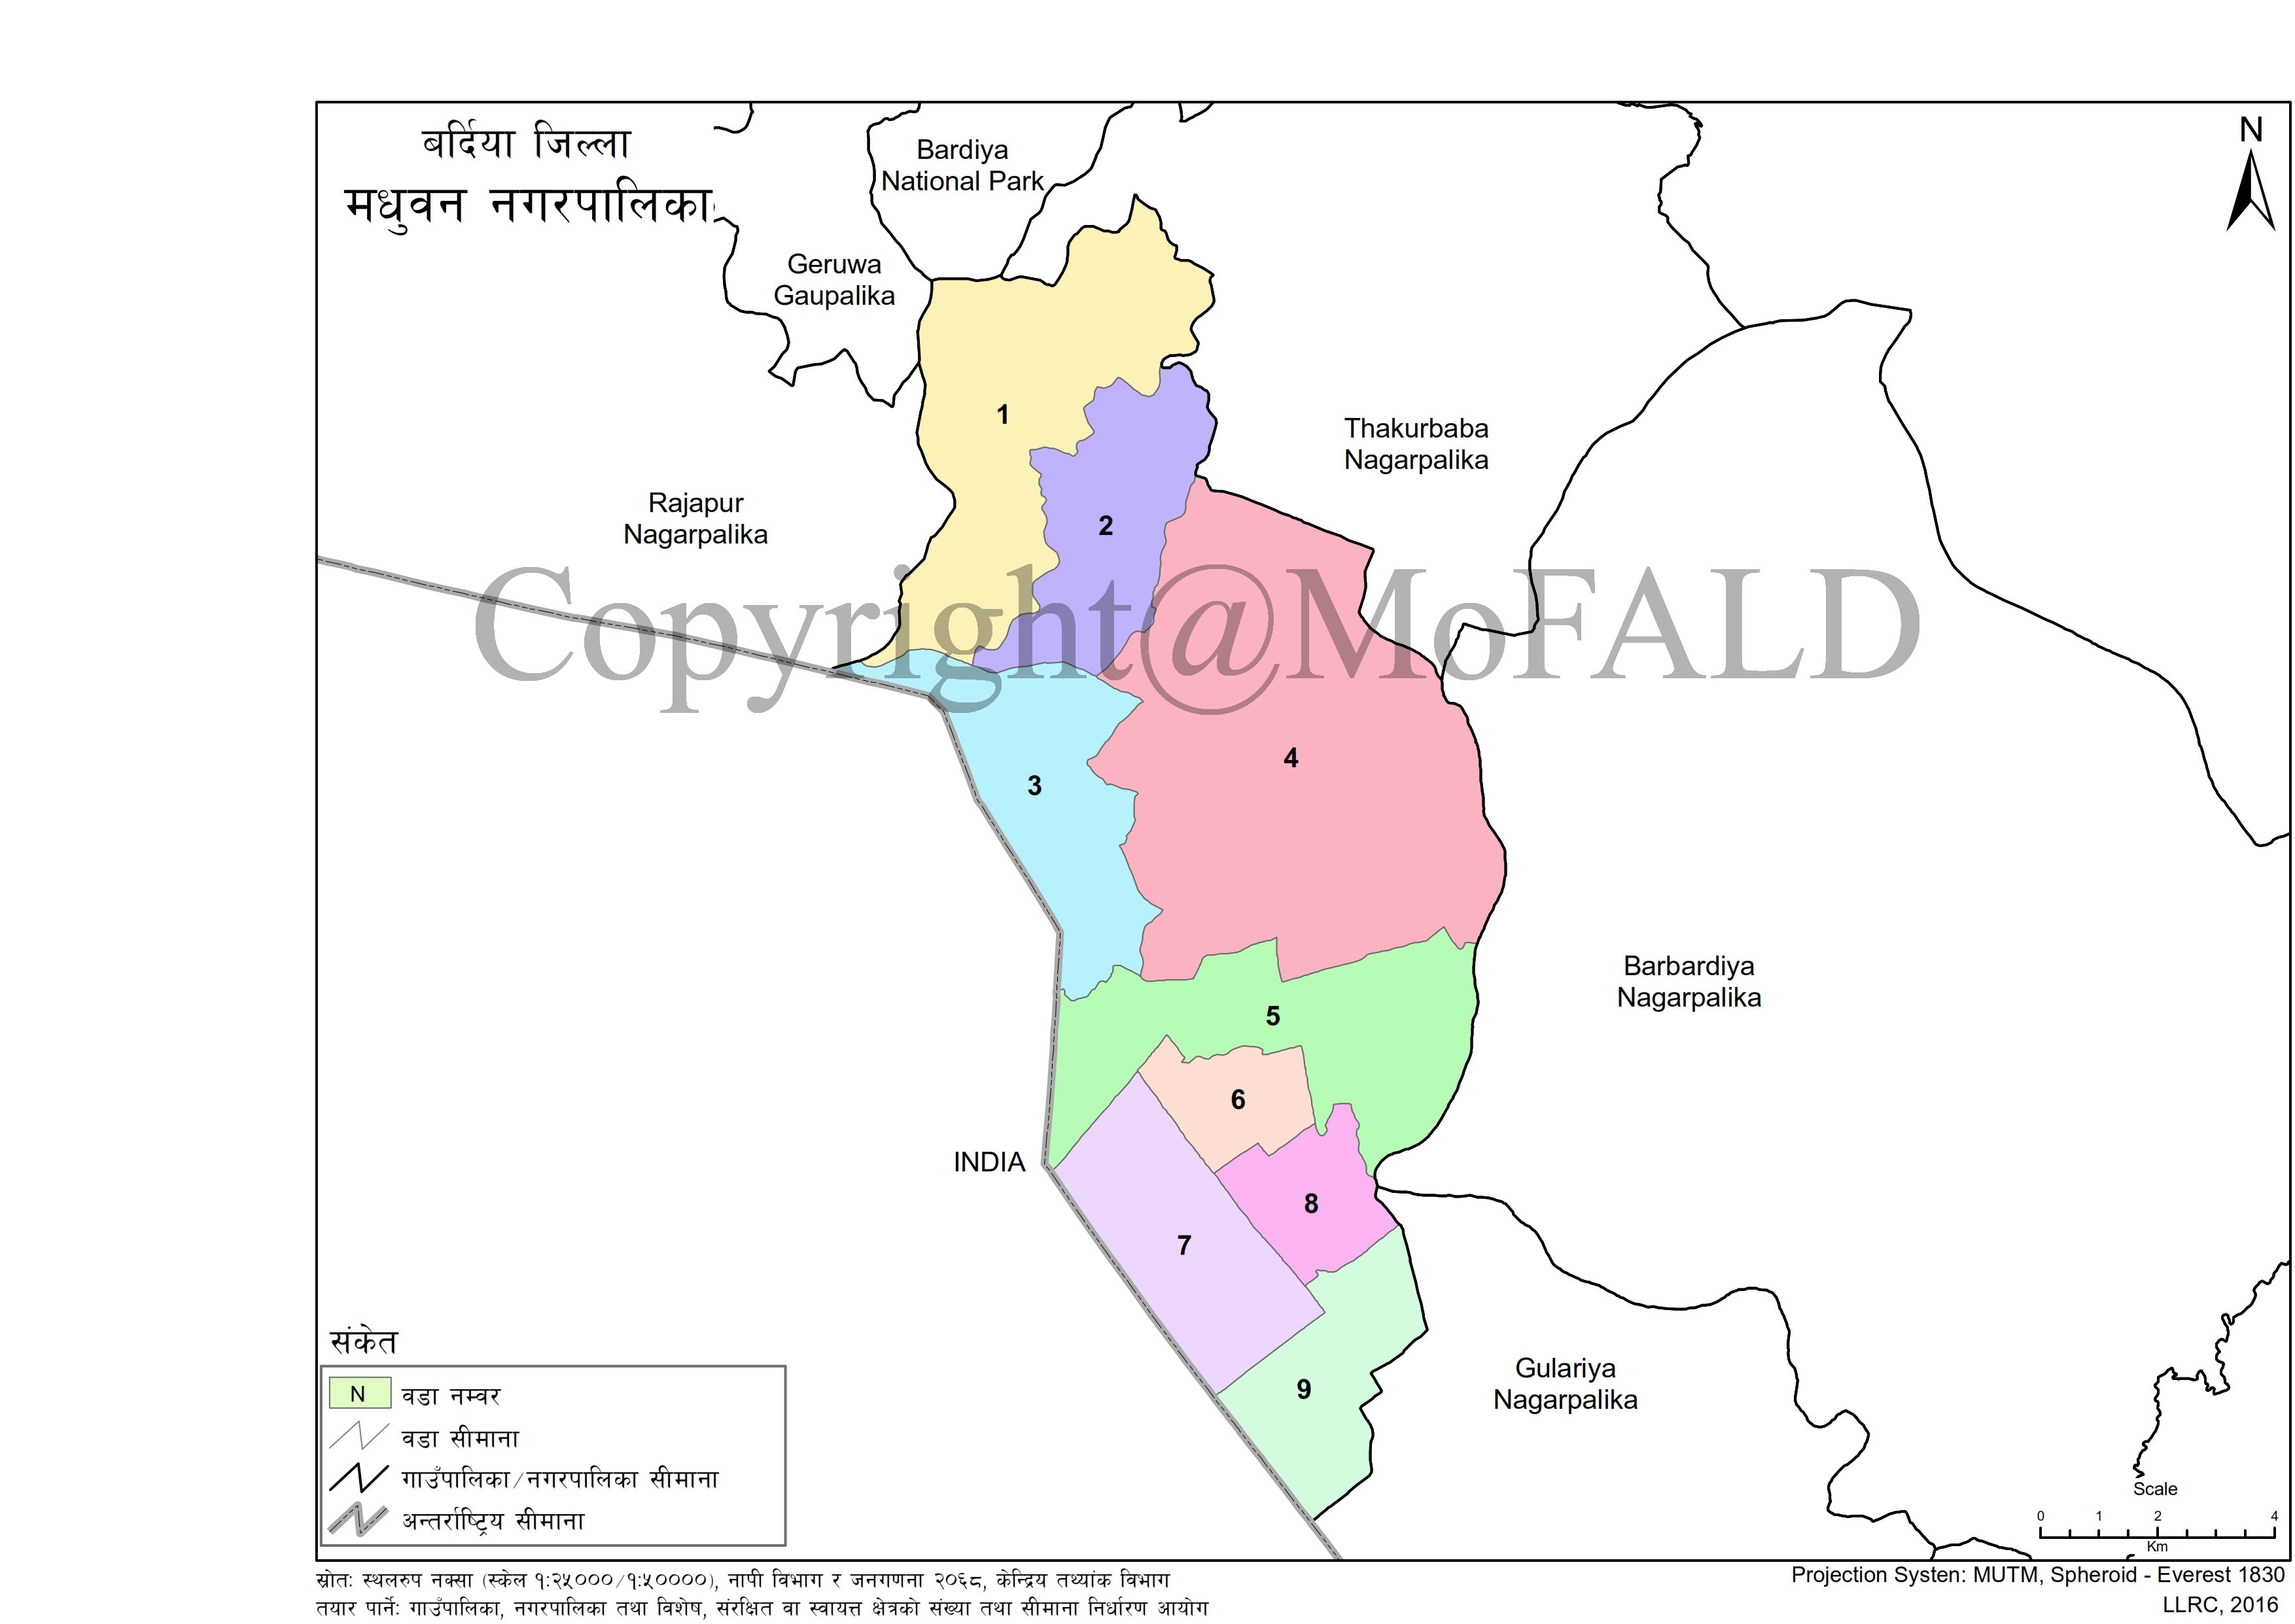 बर्दिया जिल्ला
मधुवन नगरपालिका
N
Bardiya
National Park
Geruwa
Gaupalika
1
Thakurbaba
Nagarpalika
Rajapur
Nagarpalika
2
Copyright@MoFALD
4
3
Barbardiya
Nagarpalika
5
6
INDIA
8
7
Gulariya
Nagarpalika
9
संकेत
N वडा नम्वर
वडा सीमाना
गाउँपालिका/नगरपालिका सीमाना
अन्तर्राष्ट्रिय सीमाना
Scale
0 1 2 4
Km
स्रोतः स्थलरुप नक्सा (स्केल १:२५०००/१:५००००), नापी विभाग र जनगणना २०६८, केन्द्रिय तथ्यांक विभाग
तयार पार्नेः गाउँपालिका, नगरपालिका तथा विशेष, संरक्षित वा स्वायत्त क्षेत्रको संख्या तथा सीमाना निर्धारण आयोग
Projection Systen: MUTM, Spheroid - Everest 1830
LLRC, 2016